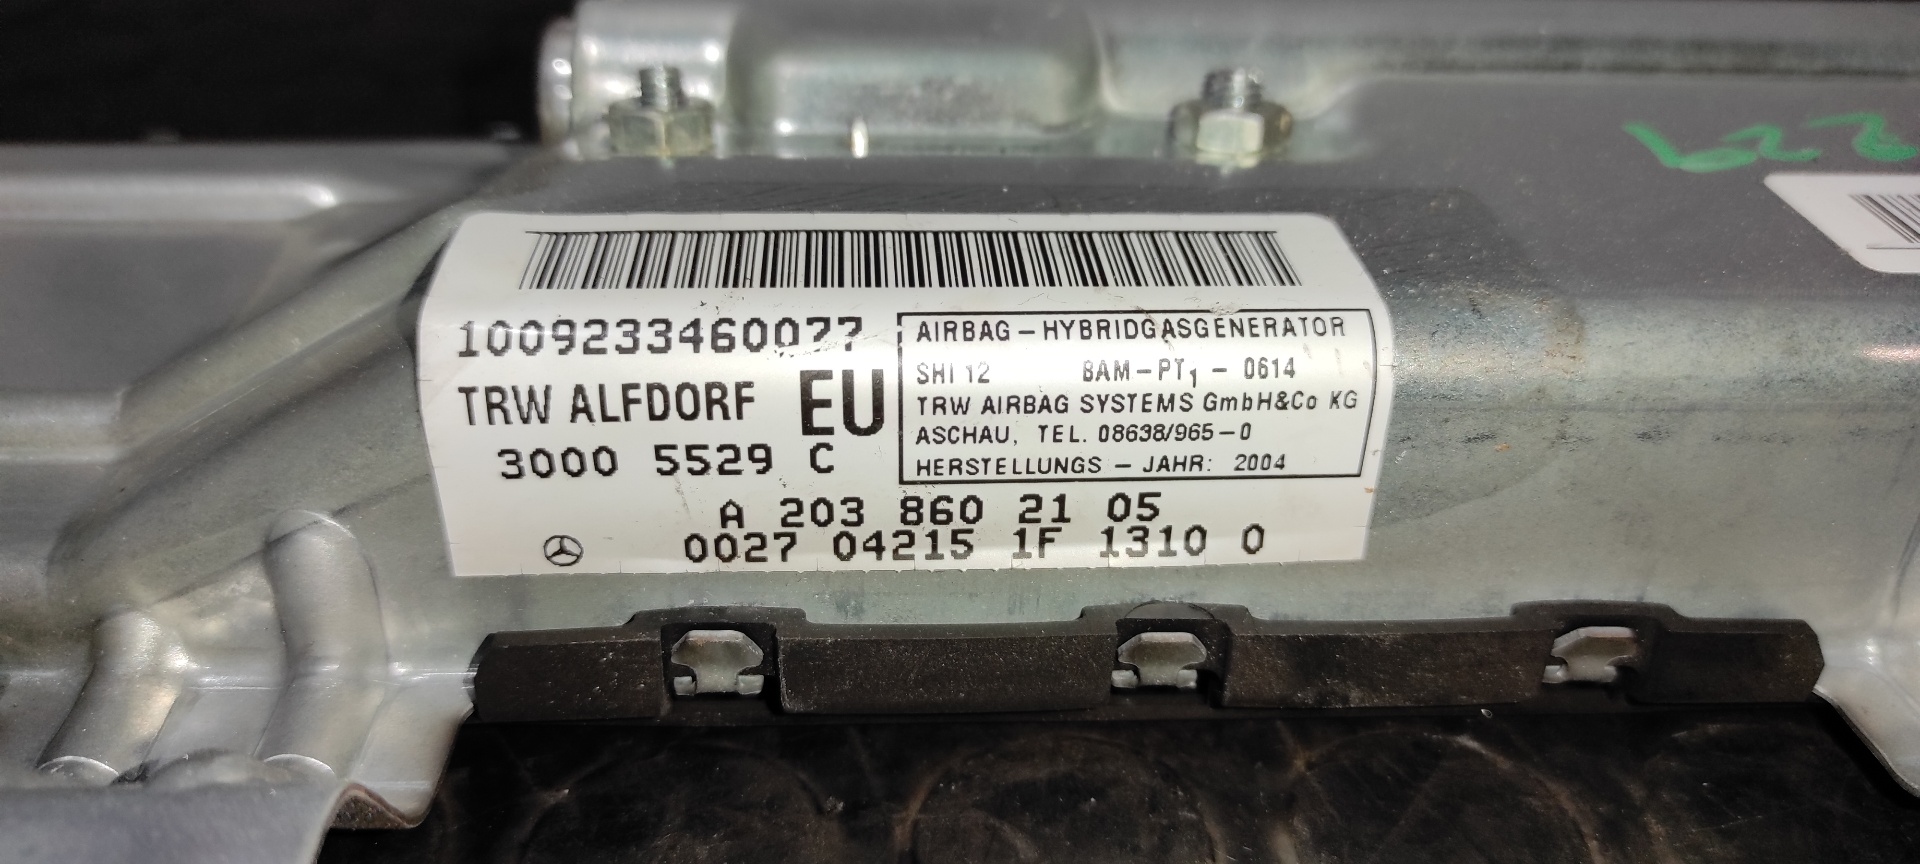 1009233460077
TRW ALFDORF EU
3000 5529 C
AIRBAG - HYBRIDGASGENERATOR
SHI 12 BAM-PT1 - 0614
TRW AIRBAG SYSTEMS GmbH&Co KG
ASCHAU, TEL. 08638/965-0
HERSTELLUNGS - JAHR: 2004
A 203 860 21 05
0027 04215 1F 1310 0